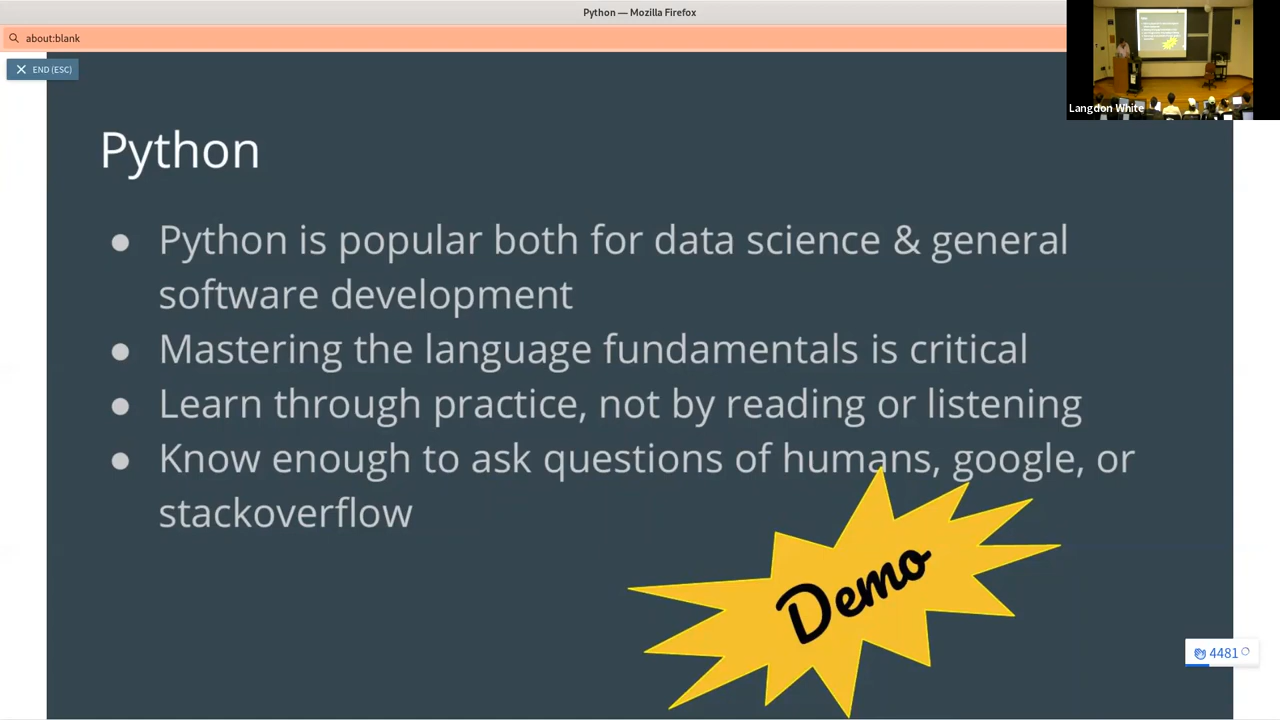 Python — Mozilla Firefox
about:blank
END (ESC)
Langdon White
Python
● Python is popular both for data science & general
software development
● Mastering the language fundamentals is critical
● Learn through practice, not by reading or listening
● Know enough to ask questions of humans, google, or
stackoverflow
Demo
4481